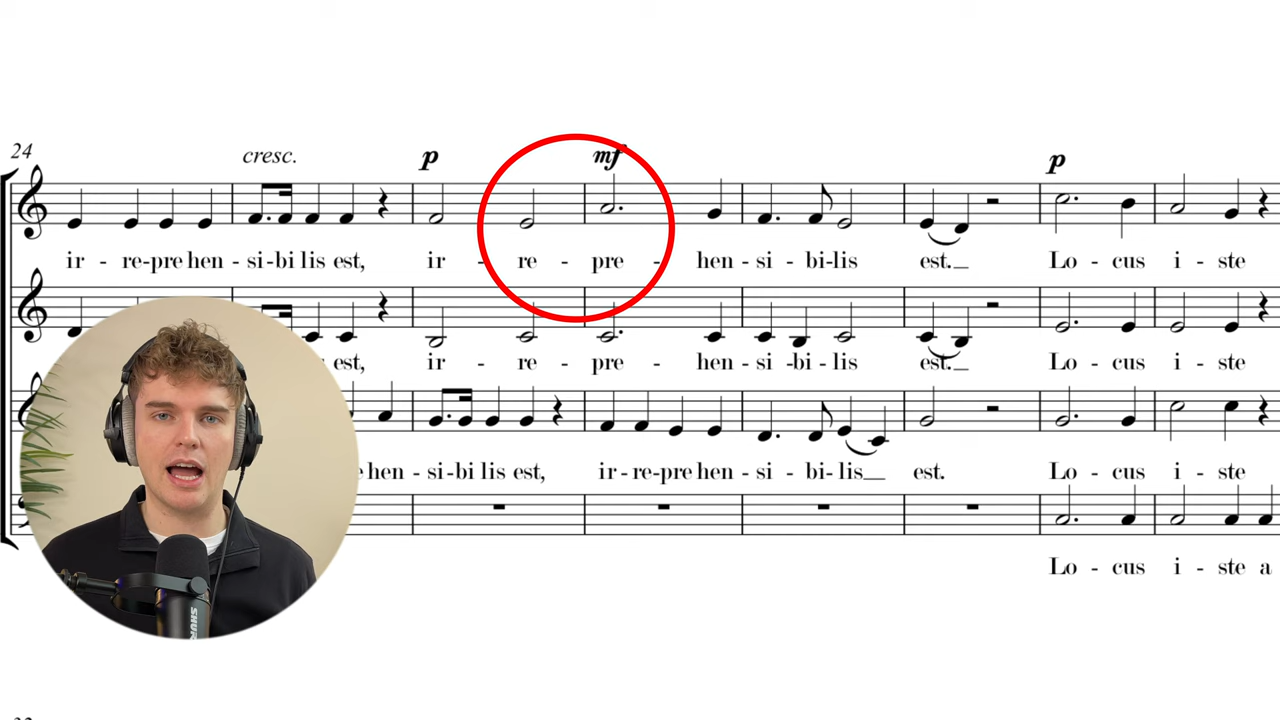 24
cresc. p mf p
ir - re-pre hen - si-bi lis est, ir - re - pre - hen - si - bi-lis est. Lo - cus i - ste
est, ir - re - pre - hen - si -bi - lis est. Lo - cus i - ste
hen - si-bi lis est, ir-re-pre hen - si - bi-lis est. Lo - cus i - ste
Lo - cus i - ste a
SHUR